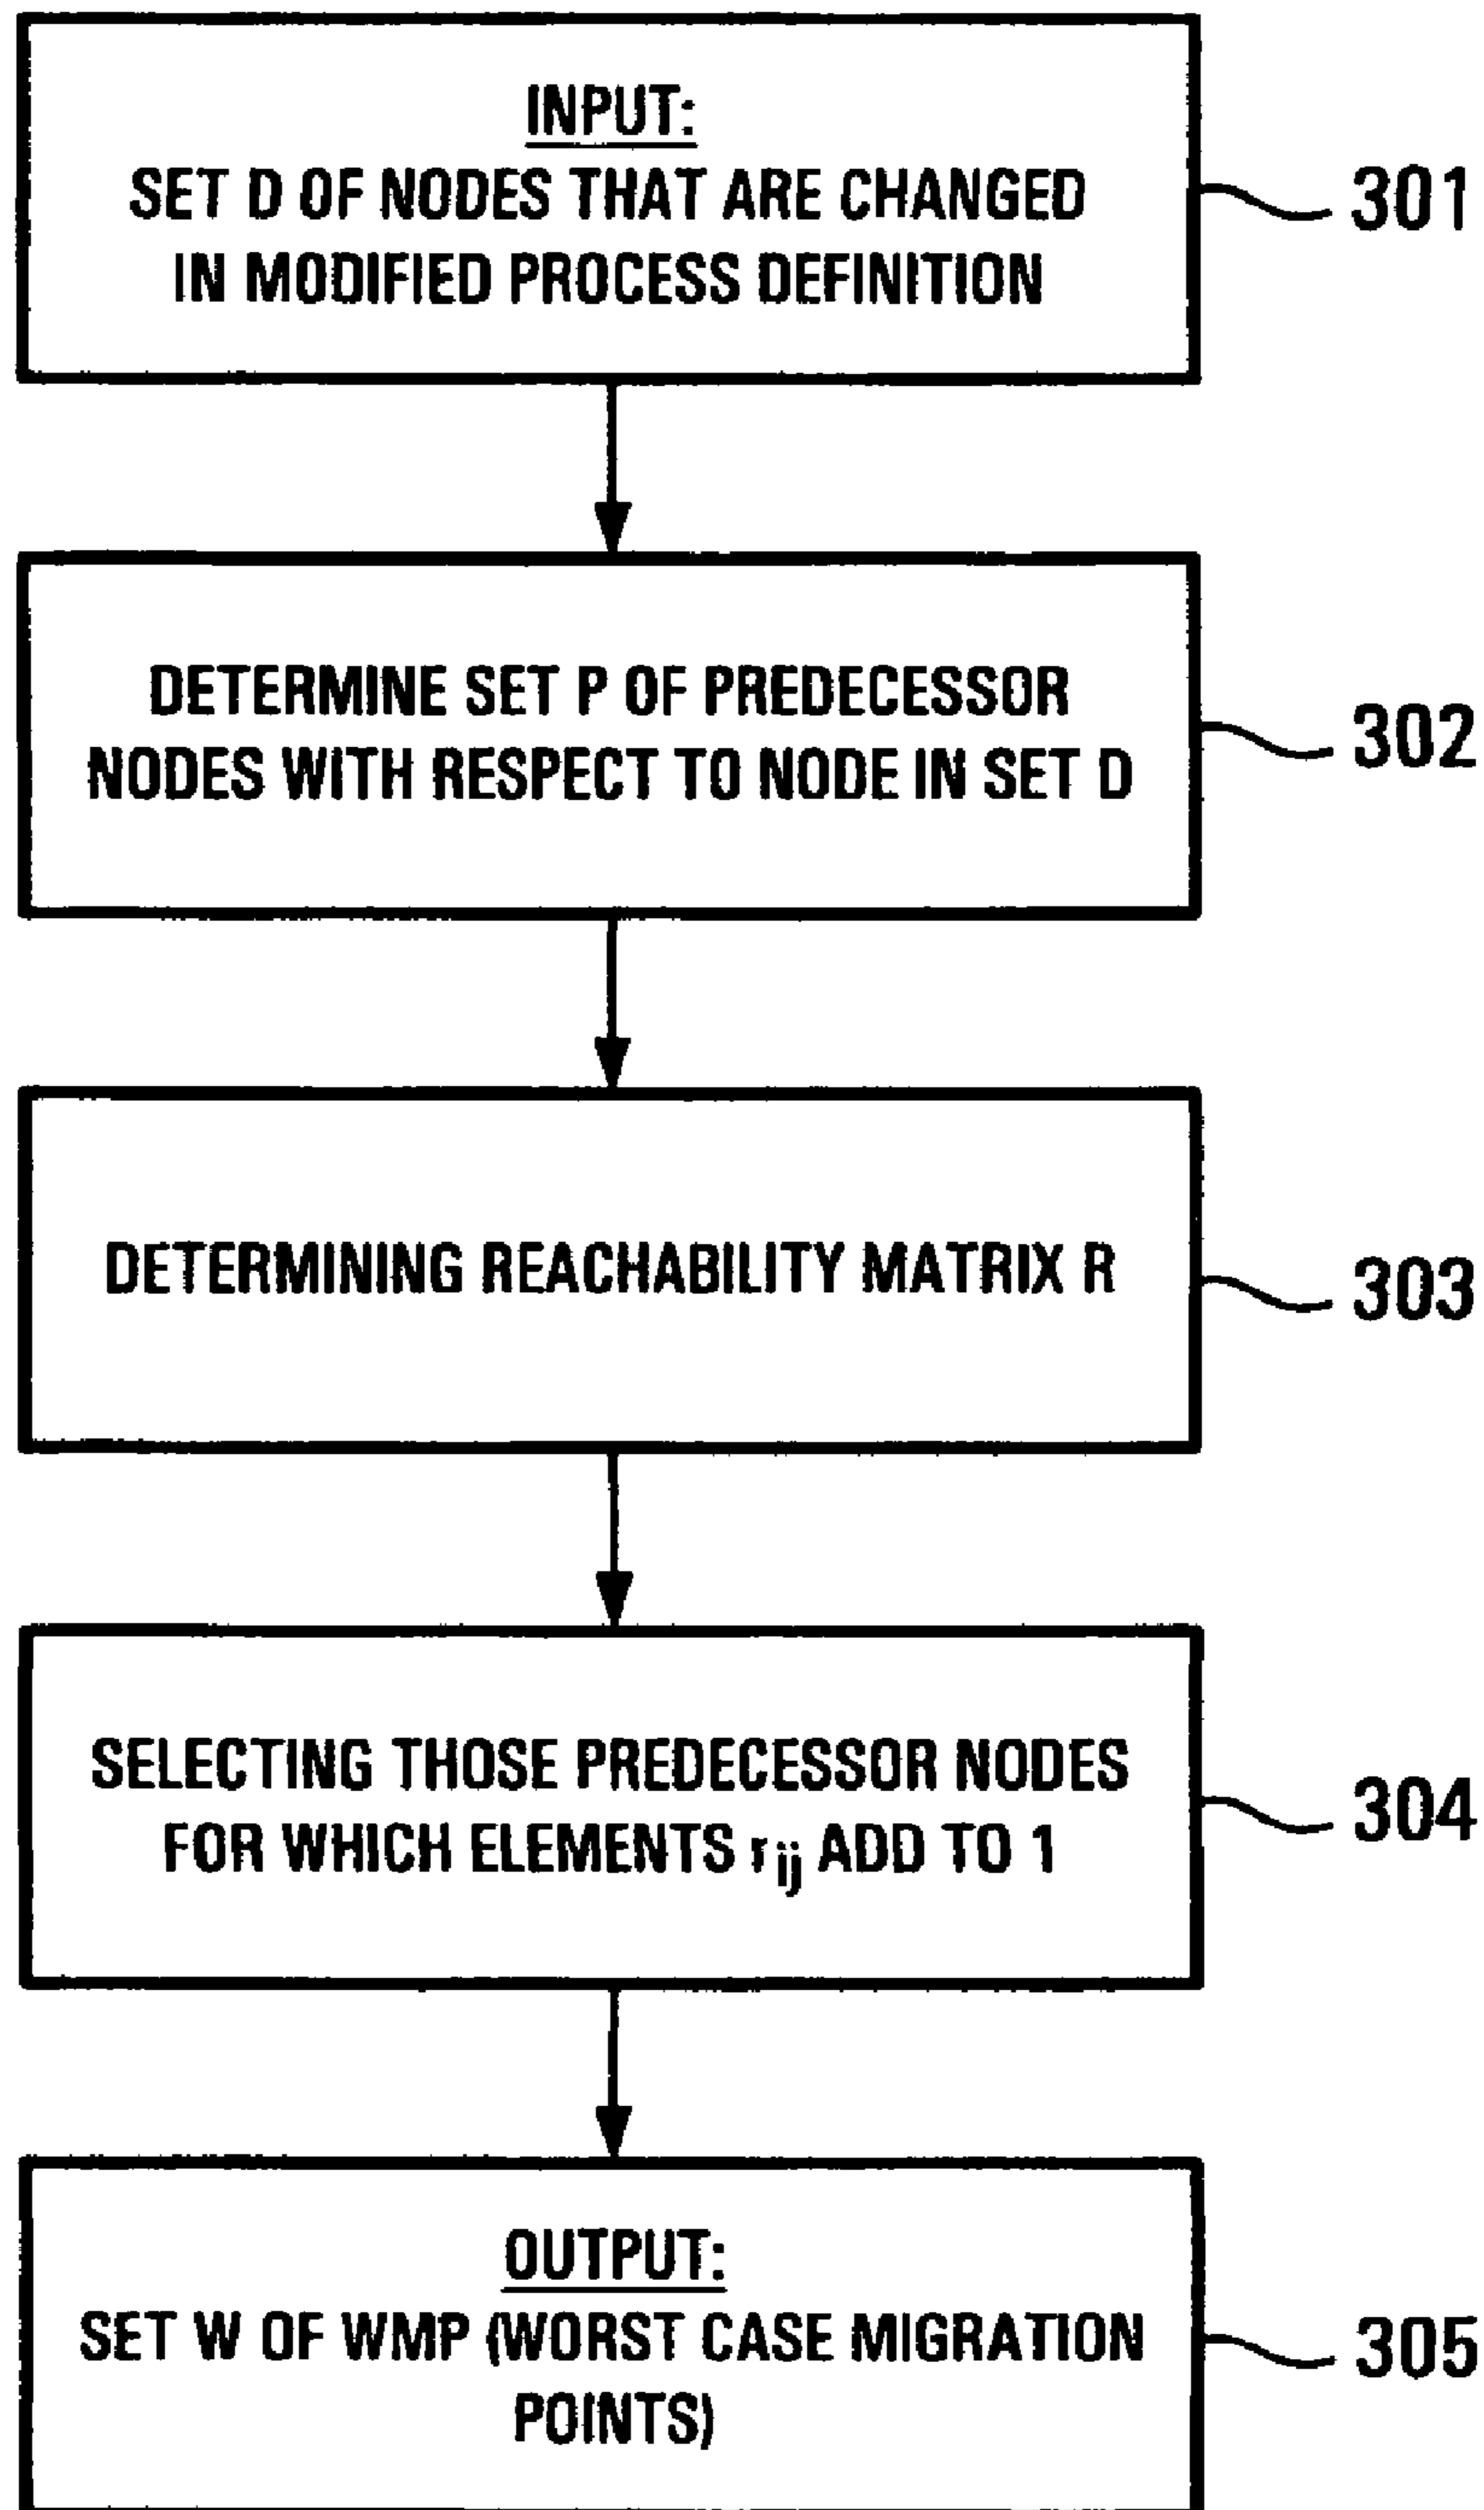 INPUT:
SET D OF NODES THAT ARE CHANGED
IN MODIFIED PROCESS DEFINITION
301
DETERMINE SET P OF PREDECESSOR
NODES WITH RESPECT TO NODE IN SET D
302
DETERMINING REACHABILITY MATRIX R
303
SELECTING THOSE PREDECESSOR NODES
FOR WHICH ELEMENTS rij ADD TO 1
304
OUTPUT:
SET W OF WMP (WORST CASE MIGRATION
POINTS)
305